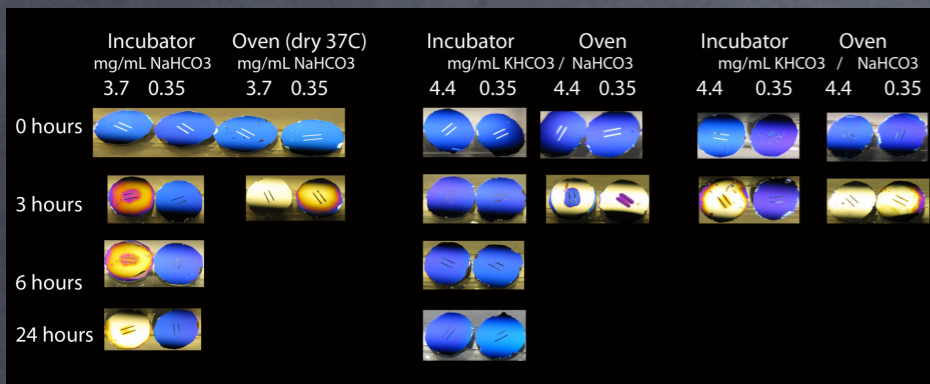 Incubator Oven (dry 37C) Incubator Oven Incubator Oven
mg/mL NaHCO3 mg/mL NaHCO3 mg/mL KHCO3 / NaHCO3 mg/mL KHCO3 / NaHCO3
3.7 0.35 3.7 0.35 4.4 0.35 4.4 0.35 4.4 0.35 4.4 0.35
0 hours
3 hours
6 hours
24 hours